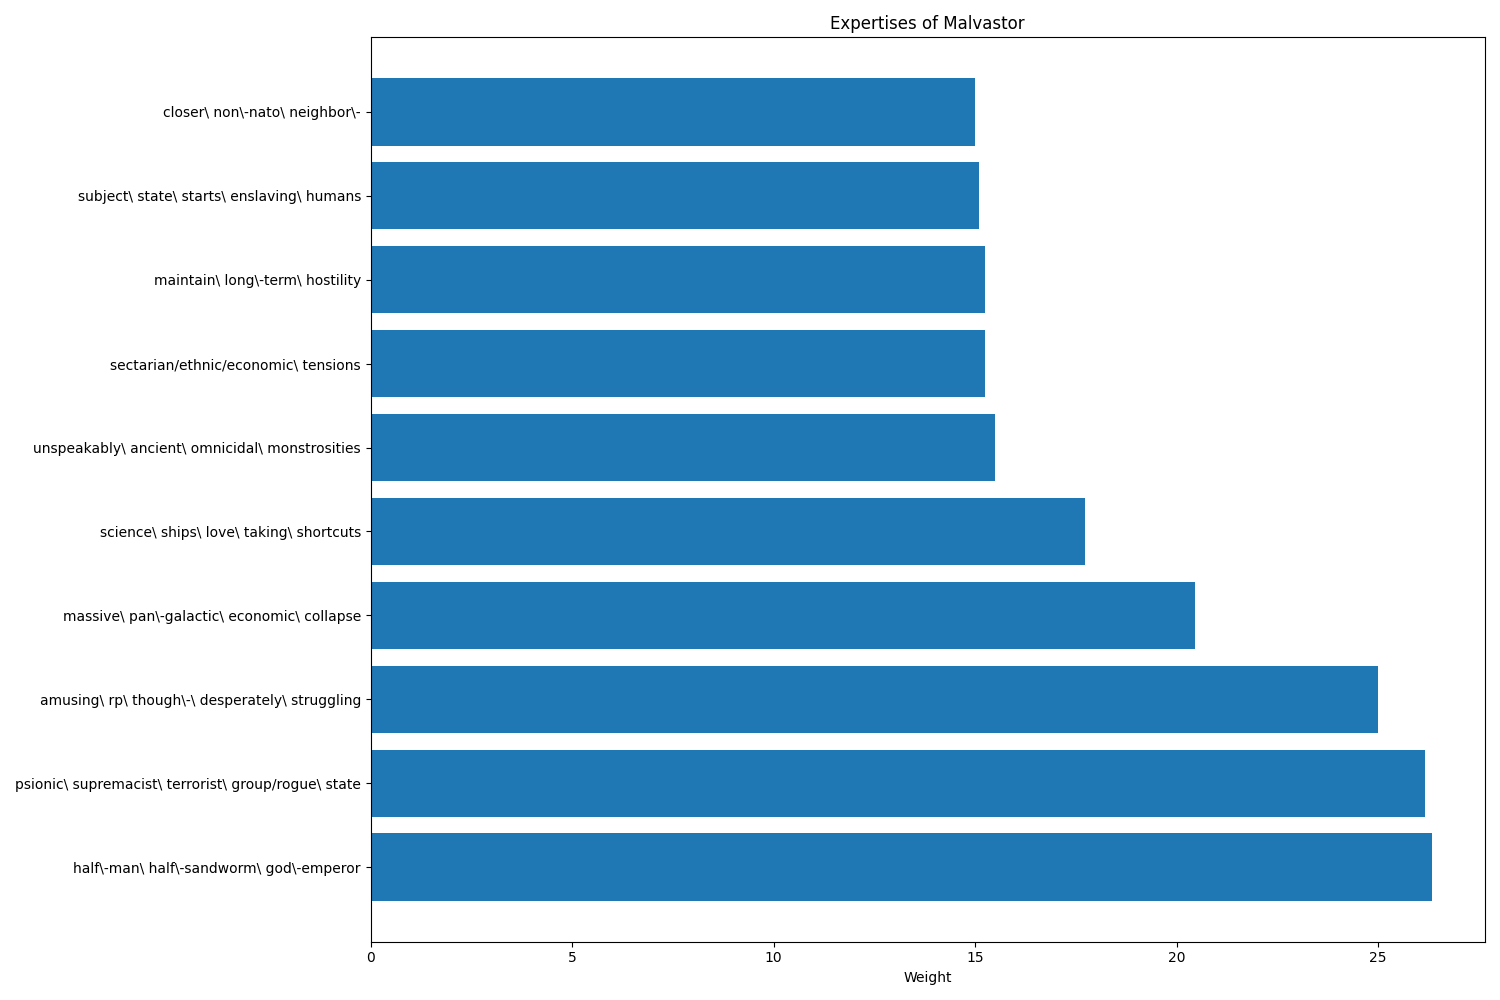 Expertises of Malvastor
closer\ non\-nato\ neighbor\-
subject\ state\ starts\ enslaving\ humans
maintain\ long\-term\ hostility
sectarian/ethnic/economic\ tensions
unspeakably\ ancient\ omnicidal\ monstrosities
science\ ships\ love\ taking\ shortcuts
massive\ pan\-galactic\ economic\ collapse
amusing\ rp\ though\-\ desperately\ struggling
psionic\ supremacist\ terrorist\ group/rogue\ state
half\-man\ half\-sandworm\ god\-emperor
0 5 10 15 20 25
Weight